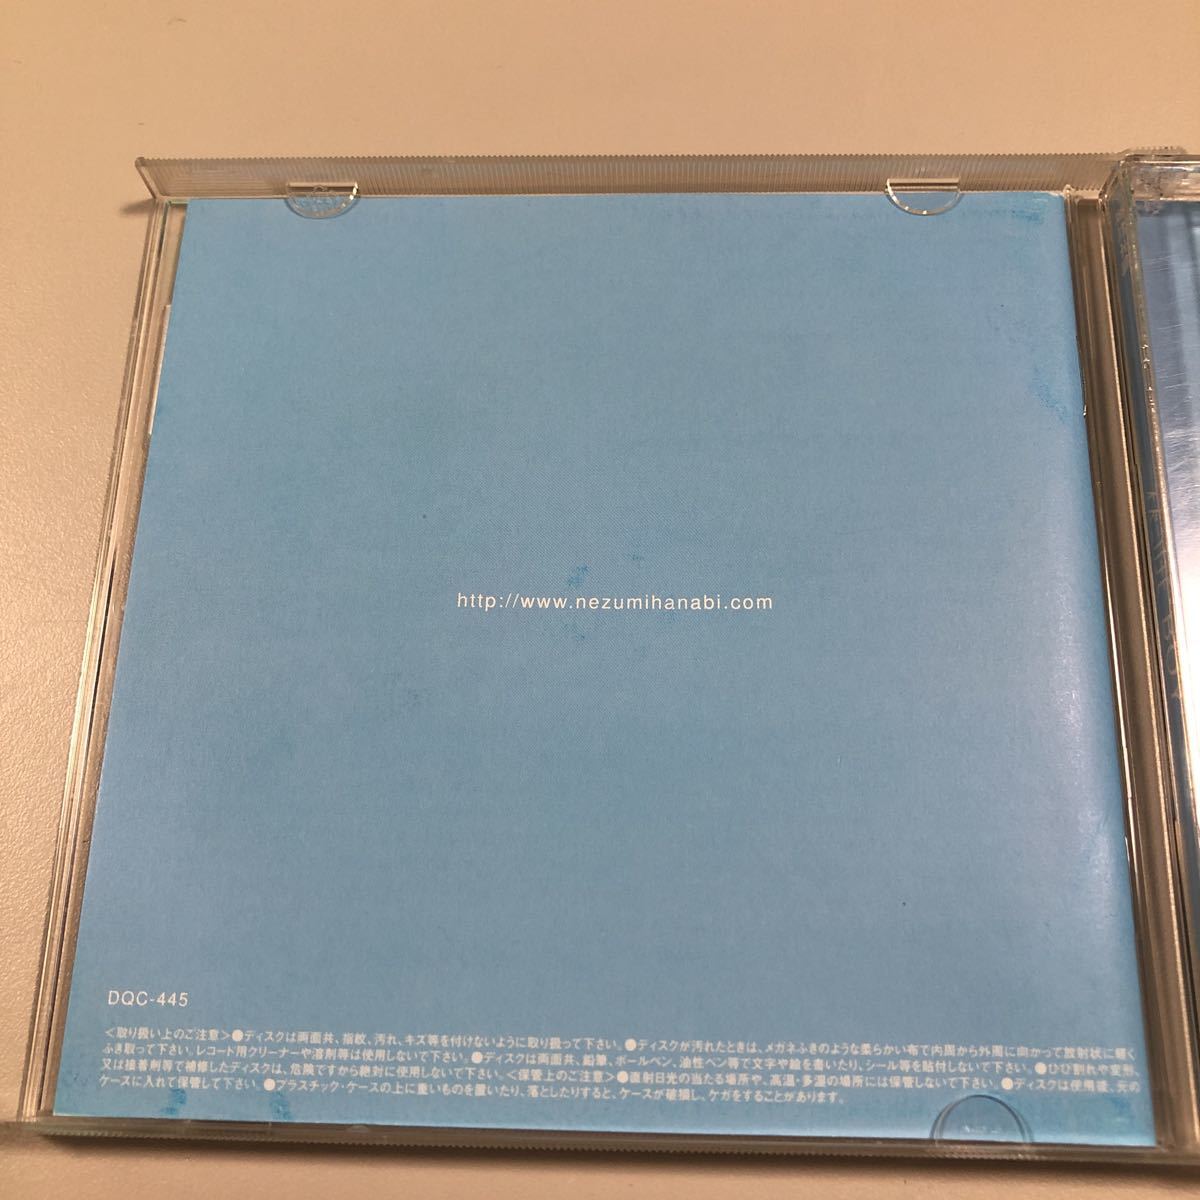 http://www.nezumihanabi.com
DQC-445
＜取り扱い上のご注意＞●ディスクは両面共、指紋、汚れ、キズ等を付けないように取り扱って下さい。●ディスクが汚れたときは、メガネふきのような柔らかい布で内周から外周に向かって放射状に軽く
ふき取って下さい。レコード用クリーナーや溶剤等は使用しないで下さい。●ディスクは両面共、鉛筆、ボールペン、油性ペン等で文字や絵を書いたり、シール等を貼付しないで下さい。●ひび割れや変形、
又は接着剤等で補修したディスクは、危険ですから絶対に使用しないで下さい。＜保管上のご注意＞●直射日光の当たる場所や、高温・多湿の場所には保管しないで下さい。●ディスクは使用後、元の
ケースに入れて保管して下さい。●プラスチック・ケースの上に重いものを置いたり、落としたりすると、ケースが破損し、ケガをすることがあります。